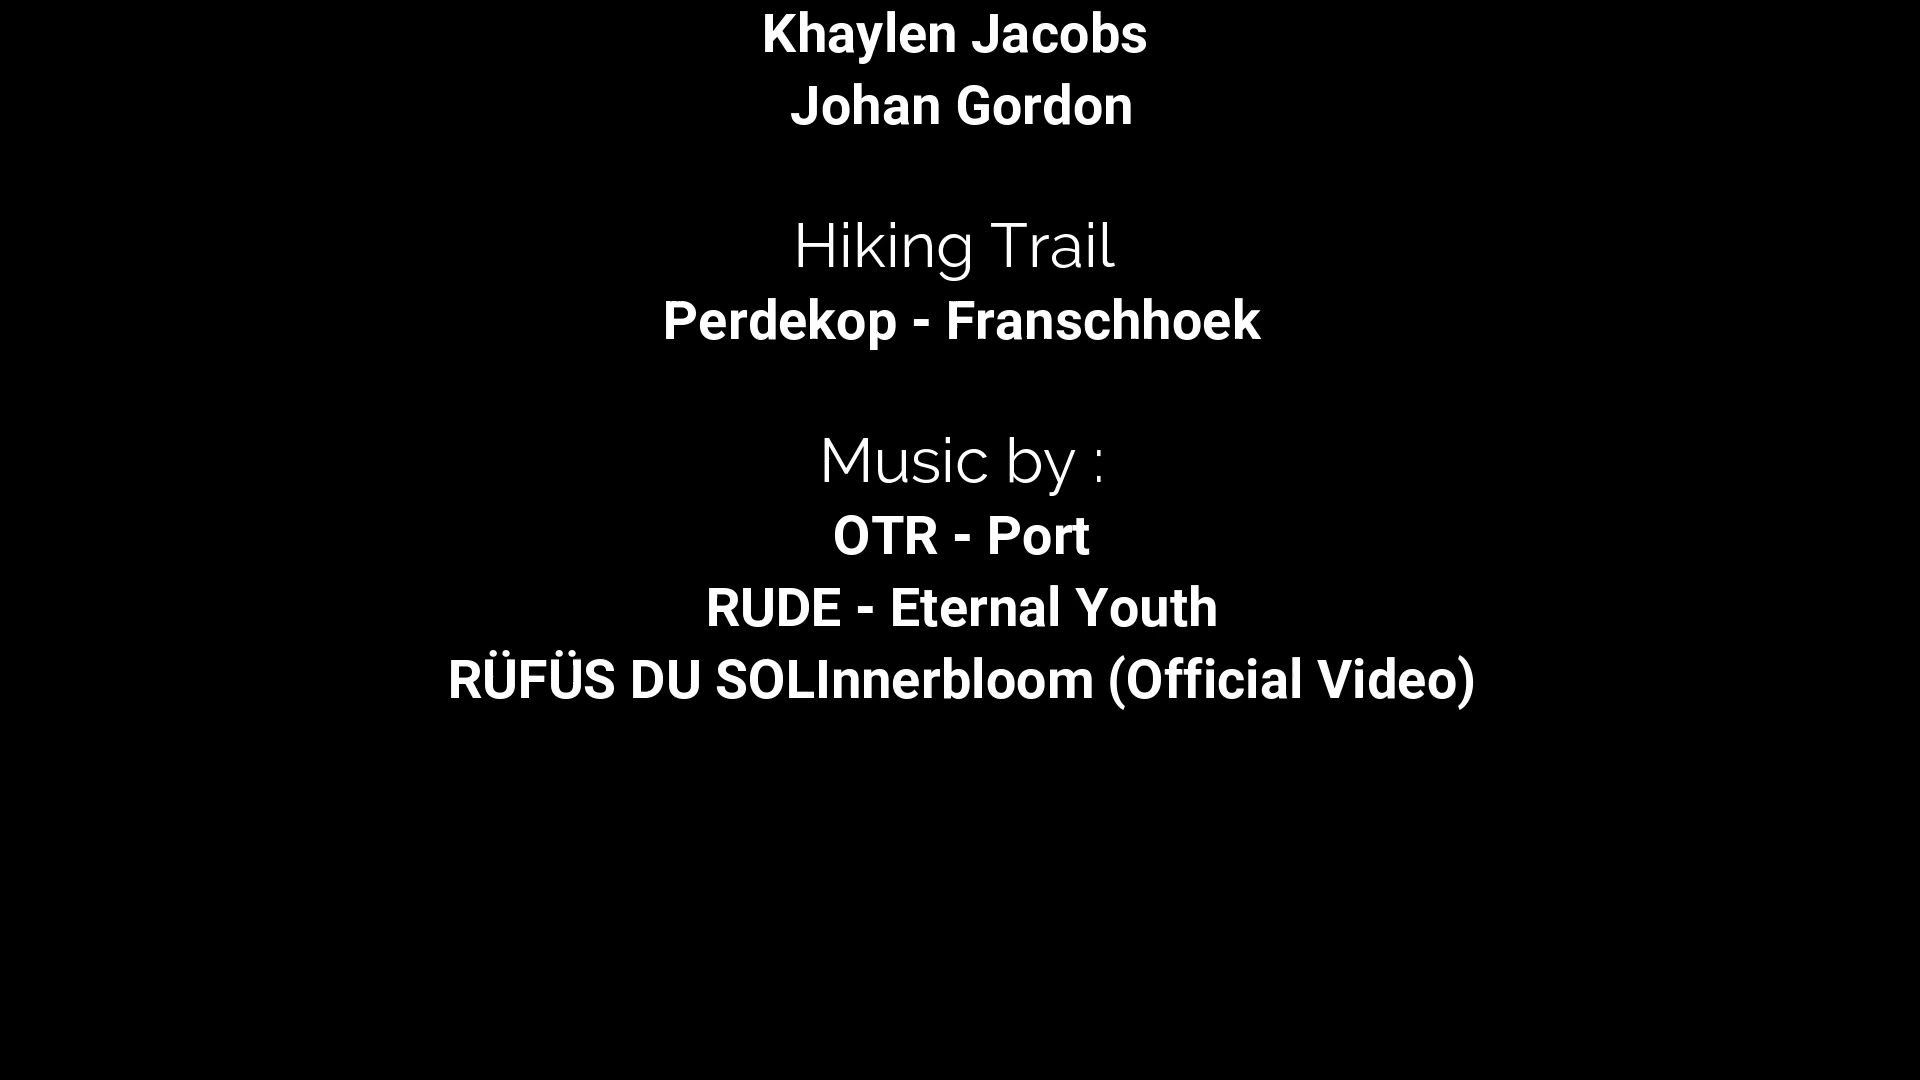 Khaylen Jacobs
Johan Gordon
Hiking Trail
Perdekop - Franschhoek
Music by :
OTR - Port
RUDE - Eternal Youth
RÜFÜS DU SOLInnerbloom (Official Video)